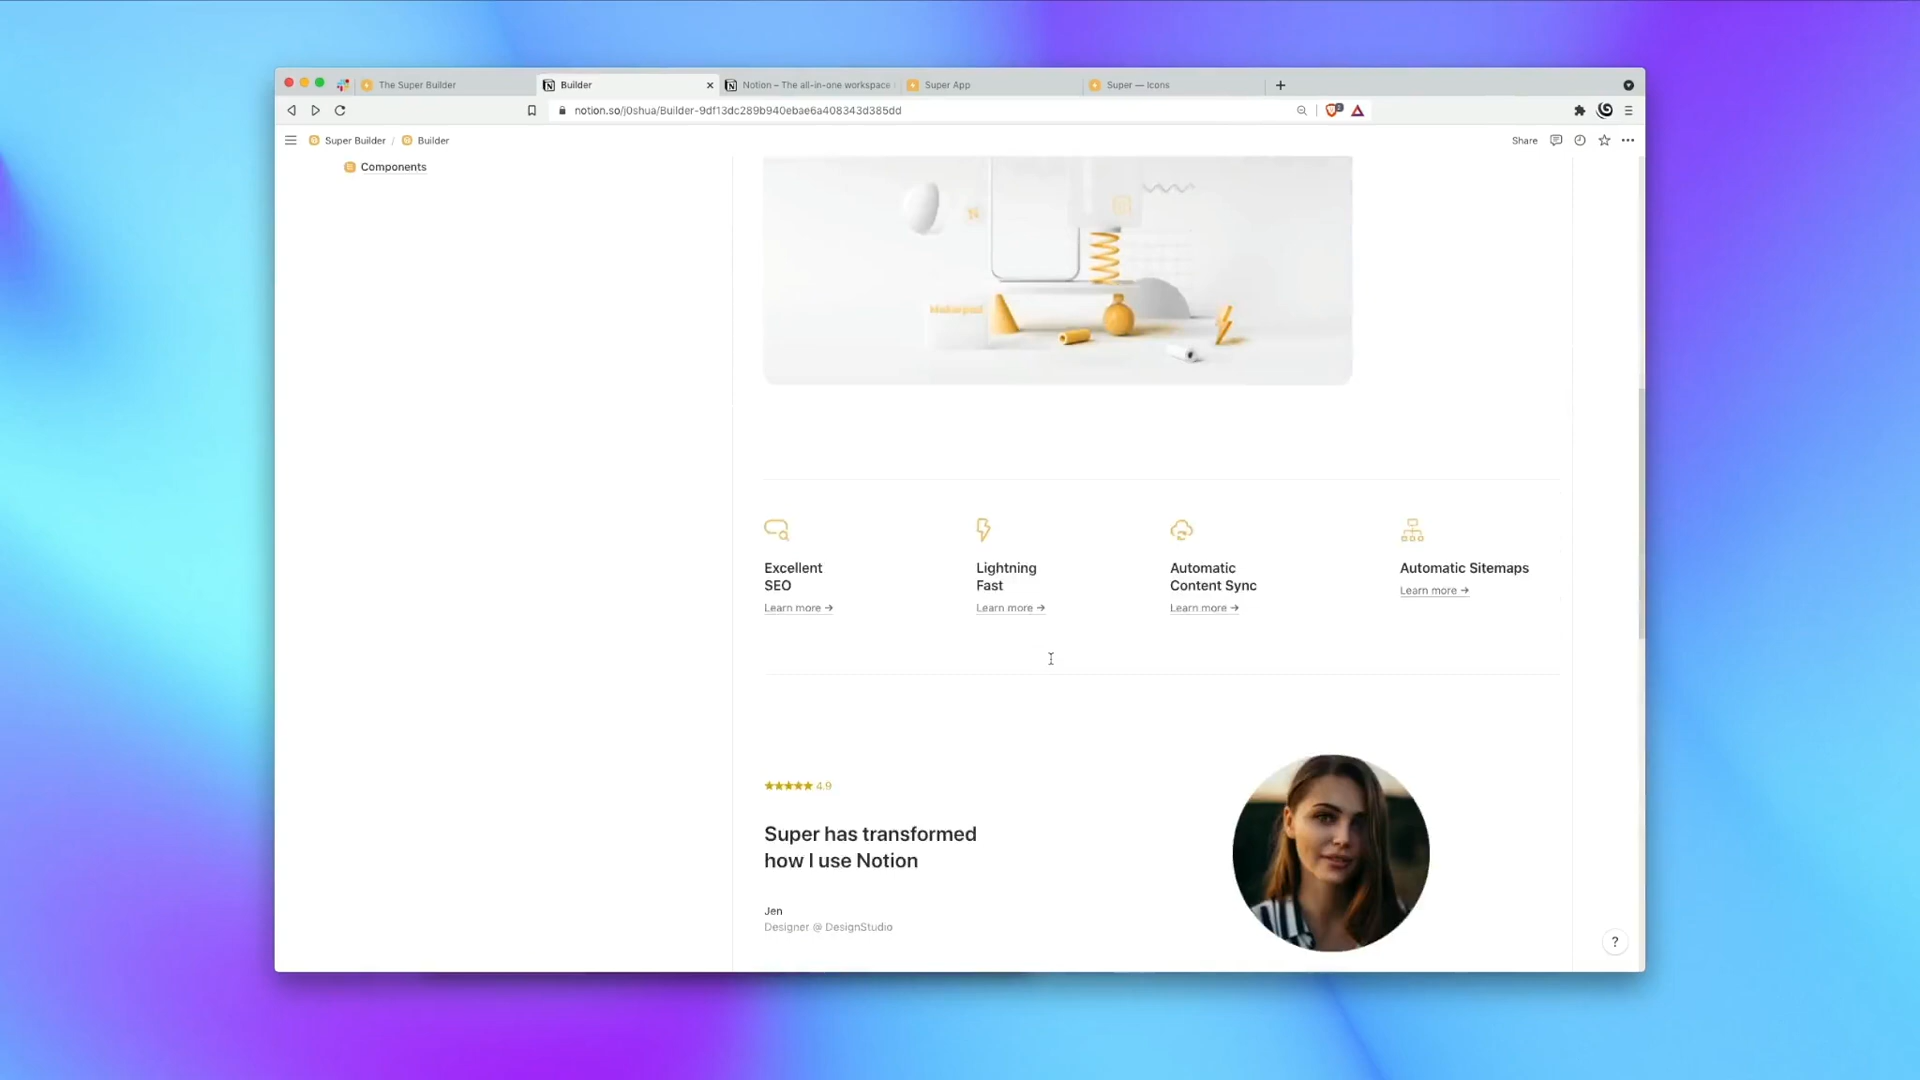 The Super Builder
Builder
Notion – The all-in-one workspace
Super App
Super — Icons
notion.so/j0shua/Builder-9df13dc289b940ebae6a408343d385dd
Super Builder / Builder
Share
Components
Makerpad
Excellent
SEO
Learn more →
Lightning
Fast
Learn more →
Automatic
Content Sync
Learn more →
Automatic Sitemaps
Learn more →
★★★★★ 4.9
Super has transformed
how I use Notion
Jen
Designer @ DesignStudio
?